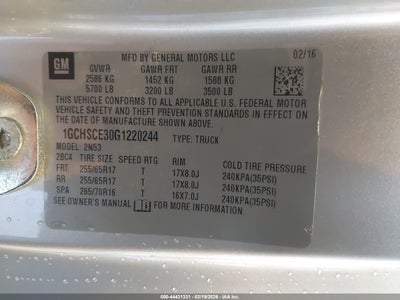 GM
MFD BY GENERAL MOTORS LLC 02/16
GVWR GAWR FRT GAWR RR
2586 KG 1452 KG 1588 KG
5700 LB 3200 LB 3500 LB
THIS VEHICLE CONFORMS TO ALL APPLICABLE U.S. FEDERAL MOTOR
VEHICLE SAFETY AND THEFT PREVENTION STANDARDS IN EFFECT ON
THE DATE OF MANUFACTURE SHOWN ABOVE.
1GCHSCE30G1220244 TYPE: TRUCK
MODEL: 2N53
2BC4 TIRE SIZE SPEED RTG RIM COLD TIRE PRESSURE
FRT 255/65R17 17X8.0J 240KPA(35PSI)
RR 255/65R17 17X8.0J 240KPA(35PSI)
SPA 265/70R16 16X7.0J 240KPA(35PSI)
SEE OWNER'S MANUAL FOR MORE INFORMATION
000-44431331 - 02/19/2026 - IAA Inc.